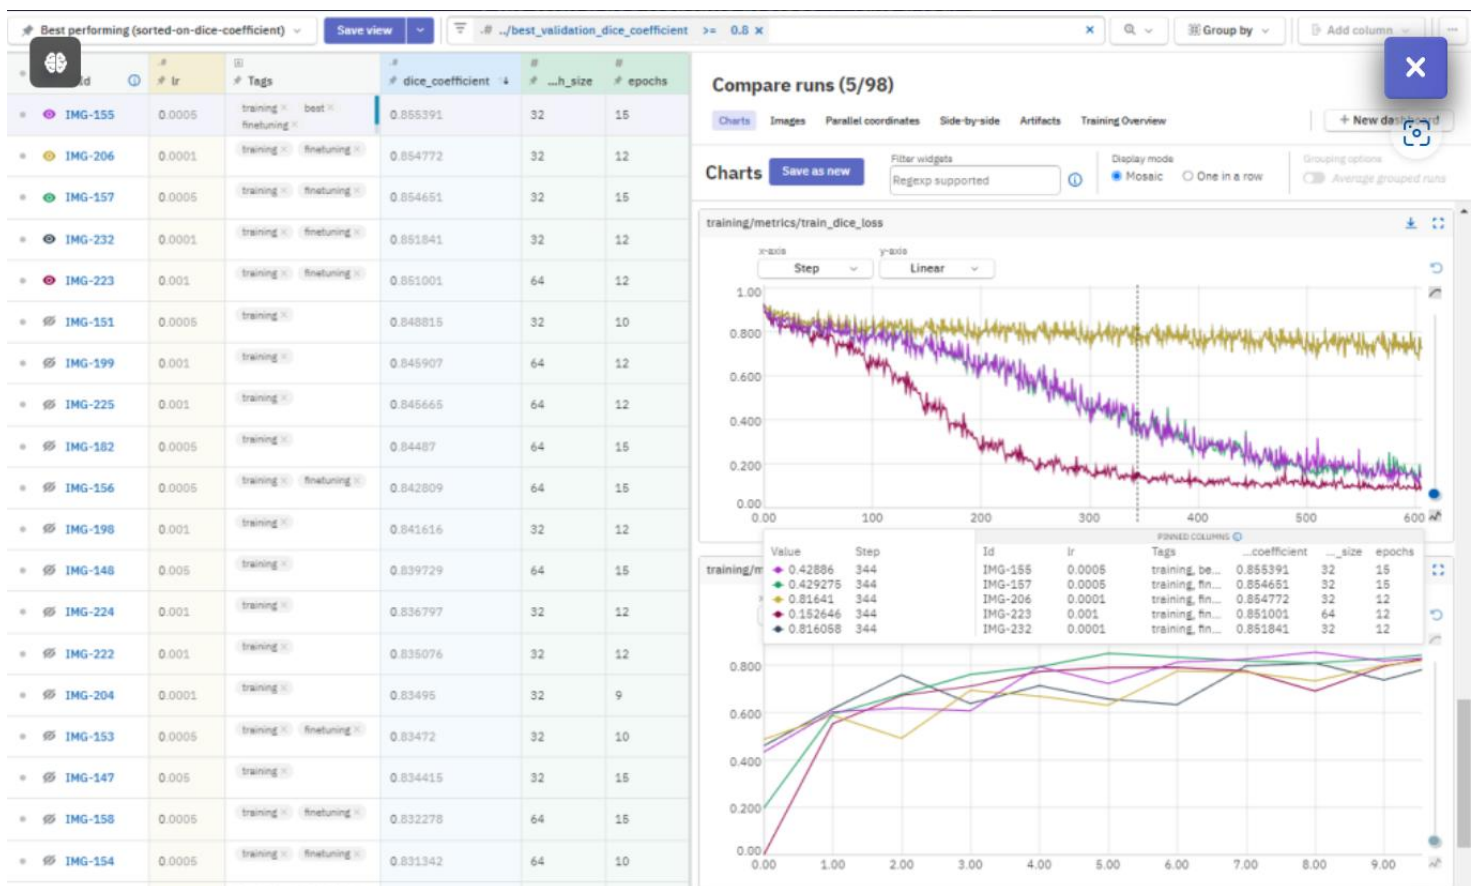 Best performing (sorted-on-dice-coefficient) Save view .# ../best_validation_dice_coefficient >= 0.8 × Group by Add column
Id lr Tags dice_coefficient ...h_size epochs
IMG-155 0.0005 training × best × finetuning × 0.855391 32 15
IMG-206 0.0001 training × finetuning × 0.854772 32 12
IMG-157 0.0005 training × finetuning × 0.854651 32 15
IMG-232 0.0001 training × finetuning × 0.851841 32 12
IMG-223 0.001 training × finetuning × 0.851001 64 12
IMG-151 0.0005 training × 0.848815 32 10
IMG-199 0.001 training × 0.845907 64 12
IMG-225 0.001 training × 0.845665 64 12
IMG-182 0.0005 training × 0.84487 64 15
IMG-156 0.0005 training × finetuning × 0.842809 64 15
IMG-198 0.001 training × 0.841616 32 12
IMG-148 0.005 training × 0.839729 64 15
IMG-224 0.001 training × 0.836797 32 12
IMG-222 0.001 training × 0.835076 32 12
IMG-204 0.0001 training × 0.83495 32 9
IMG-153 0.0005 training × finetuning × 0.83472 32 10
IMG-147 0.005 training × 0.834415 32 15
IMG-158 0.0005 training × finetuning × 0.832278 64 15
IMG-154 0.0005 training × finetuning × 0.831342 64 10
Compare runs (5/98)
Charts Images Parallel coordinates Side-by-side Artifacts Training Overview + New dashboard
Charts Save as new
Filter widgets
Regexp supported
Display mode
Mosaic One in a row
Grouping options
Average grouped runs
training/metrics/train_dice_loss
x-axis y-axis
Step Linear
1.00
0.800
0.600
0.400
0.200
0.00
0.00 100 200 300 400 500 600
training/m
PINNED COLUMNS
Value Step Id lr Tags ...coefficient ..._size epochs
0.42886 344 IMG-155 0.0005 training, be... 0.855391 32 15
0.429275 344 IMG-157 0.0005 training, fin... 0.854651 32 15
0.81641 344 IMG-206 0.0001 training, fin... 0.854772 32 12
0.152646 344 IMG-223 0.001 training, fin... 0.851001 64 12
0.816058 344 IMG-232 0.0001 training, fin... 0.851841 32 12
0.800
0.600
0.400
0.200
0.00
0.00 1.00 2.00 3.00 4.00 5.00 6.00 7.00 8.00 9.00